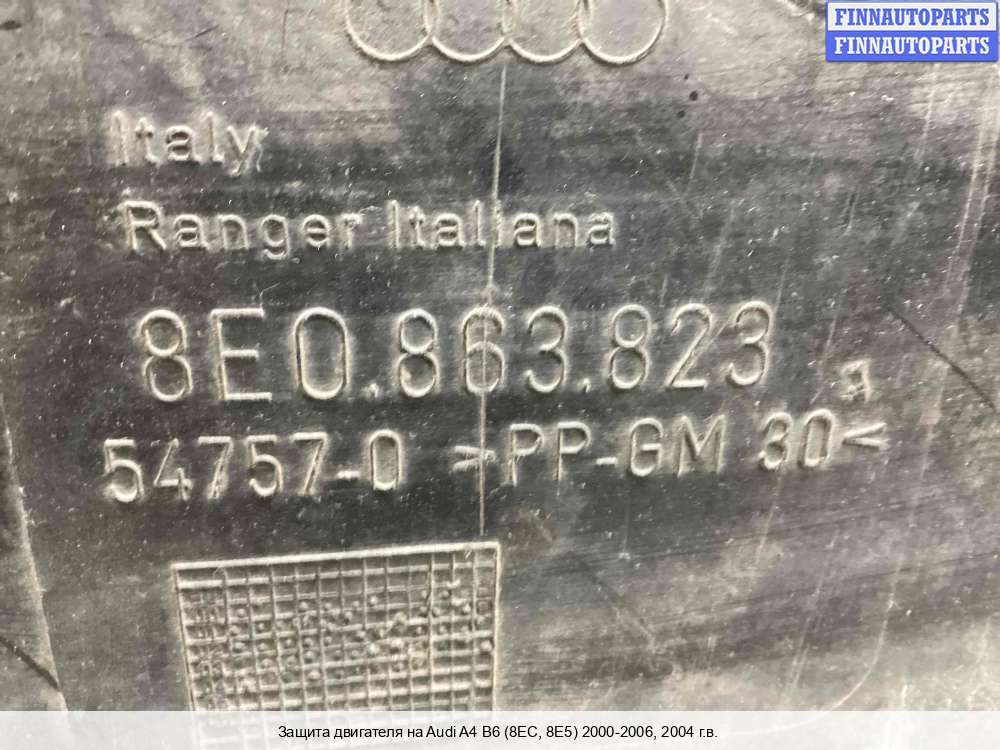 FINNAUTOPARTS
FINNAUTOPARTS
Italy
Ranger Italiana
8E0.863.823
54757-0 >PP-GM 30<
Защита двигателя на Audi A4 B6 (8EC, 8E5) 2000-2006, 2004 г.в.